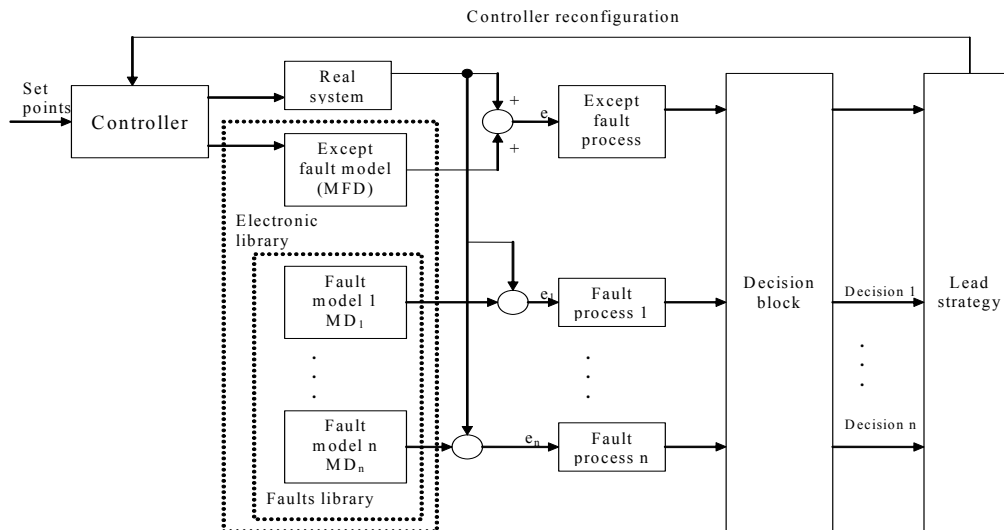 Controller reconfiguration
Set
points
Controller
Real
system
+
+
e
Except
fault
process
Except
fault model
(MFD)
Electronic
library
Fault
model 1
MD1
e1
Fault
process 1
Decision
block
Decision 1
Lead
strategy
.
.
.
.
.
.
.
.
.
Fault
model n
MDn
en
Fault
process n
Decision n
Faults library